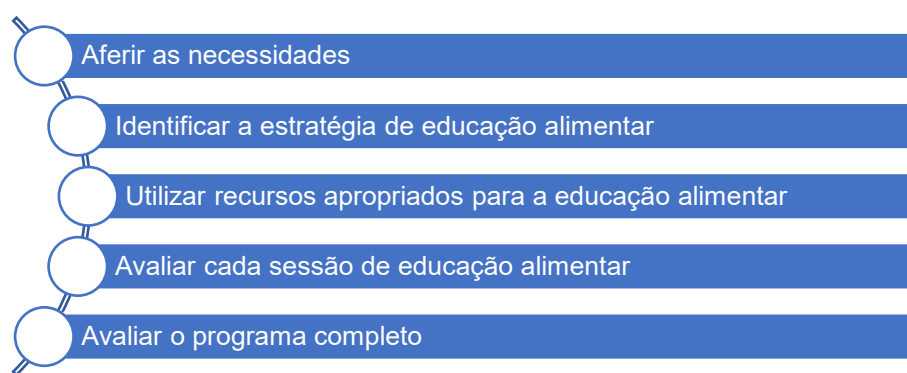 Aferir as necessidades
Identificar a estratégia de educação alimentar
Utilizar recursos apropriados para a educação alimentar
Avaliar cada sessão de educação alimentar
Avaliar o programa completo